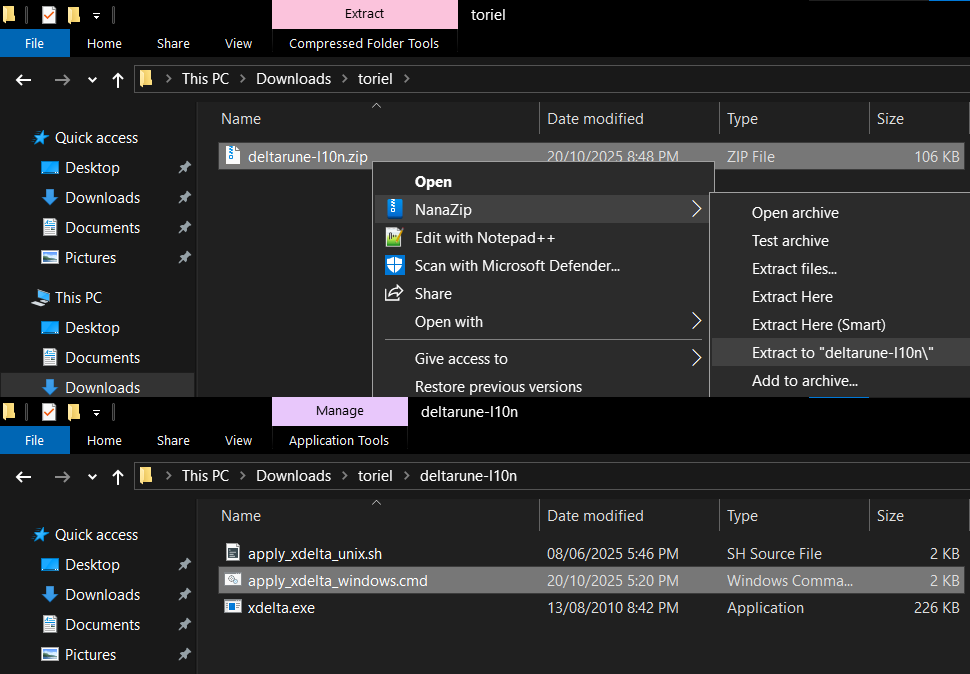 Extract toriel
File Home Share View Compressed Folder Tools
This PC Downloads toriel
Name Date modified Type Size
Quick access
deltarune-l10n.zip 20/10/2025 8:48 PM ZIP File 106 KB
Desktop
Downloads
Documents
Pictures
This PC
Desktop
Documents
Downloads
Open
NanaZip
Edit with Notepad++
Scan with Microsoft Defender...
Share
Open with
Give access to
Restore previous versions
Open archive
Test archive
Extract files...
Extract Here
Extract Here (Smart)
Extract to "deltarune-l10n\"
Add to archive...
Manage deltarune-l10n
File Home Share View Application Tools
This PC Downloads toriel deltarune-l10n
Name Date modified Type Size
Quick access
Desktop
Downloads
Documents
Pictures
apply_xdelta_unix.sh 08/06/2025 5:46 PM SH Source File 2 KB
apply_xdelta_windows.cmd 20/10/2025 5:20 PM Windows Comma... 2 KB
xdelta.exe 13/08/2010 8:42 PM Application 226 KB